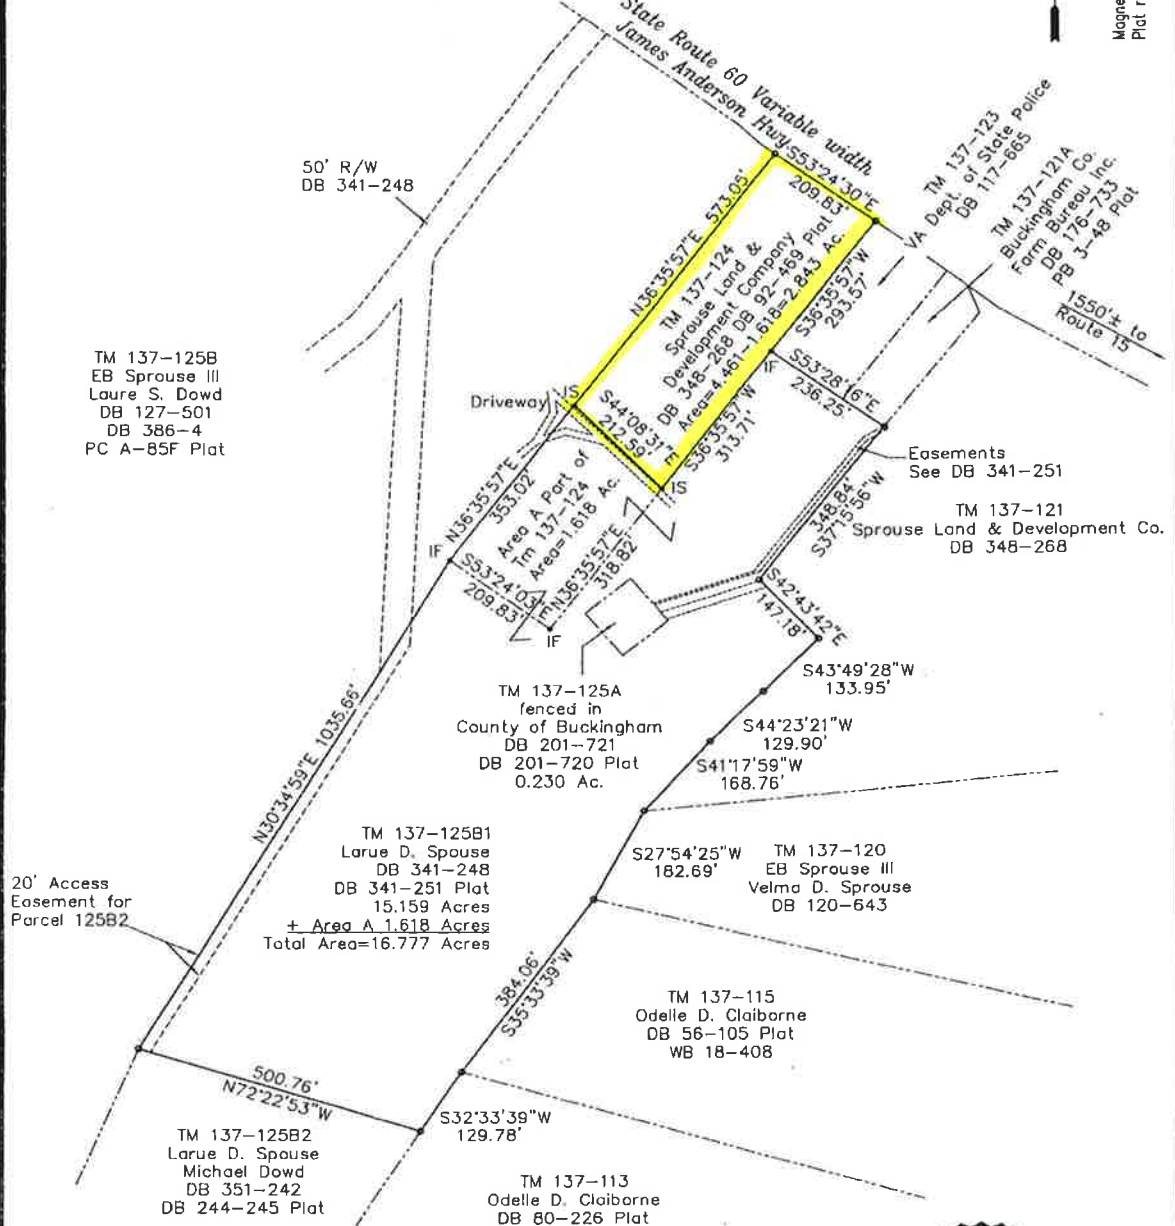 Magne
Plat r
State Route 60 Variable width
James Anderson Hwy.
S53°24'30"E
209.83'
TM 137-123
VA Dept. of State Police
DB 117-665
TM 137-121A
Buckingham Co.
Farm Bureau Inc.
DB 176-733
PB 3-48 Plat
1550'± to
Route 15
50' R/W
DB 341-248
N36°35'57"E 573.05'
TM 137-124
Sprouse Land &
Development Company
DB 348-268 DB 92-469 Plat
Area=4.461-1.618=2.843 Ac.
S36°35'57"W
293.57'
IF
S53°28'16"E
236.25'
TM 137-125B
EB Sprouse III
Laure S. Dowd
DB 127-501
DB 386-4
PC A-85F Plat
Driveway
IS
S44°08'31"E
212.59'
S36°35'57"W
313.71'
IS
Easements
See DB 341-251
348.84'
S37°15'56"W
TM 137-121
Sprouse Land & Development Co.
DB 348-268
N36°35'57"E
353.02'
Area A Part of
Tm 137-124
Area=1.618 Ac.
N36°35'57"E
318.82'
IF
S53°24'03"E
209.83'
IF
S42°43'42"E
147.18'
S43°49'28"W
133.95'
TM 137-125A
fenced in
County of Buckingham
DB 201-721
DB 201-720 Plat
0.230 Ac.
S44°23'21"W
129.90'
S41°17'59"W
168.76'
N30°34'59"E 1035.66'
TM 137-125B1
Larue D. Spouse
DB 341-248
DB 341-251 Plat
15.159 Acres
+ Area A 1.618 Acres
Total Area=16.777 Acres
S27°54'25"W
182.69'
TM 137-120
EB Sprouse III
Velma D. Sprouse
DB 120-643
20' Access
Easement for
Parcel 125B2
384.06'
S35°33'39"W
TM 137-115
Odelle D. Claiborne
DB 56-105 Plat
WB 18-408
500.76'
N72°22'53"W
S32°33'39"W
129.78'
TM 137-125B2
Larue D. Spouse
Michael Dowd
DB 351-242
DB 244-245 Plat
TM 137-113
Odelle D. Claiborne
DB 80-226 Plat